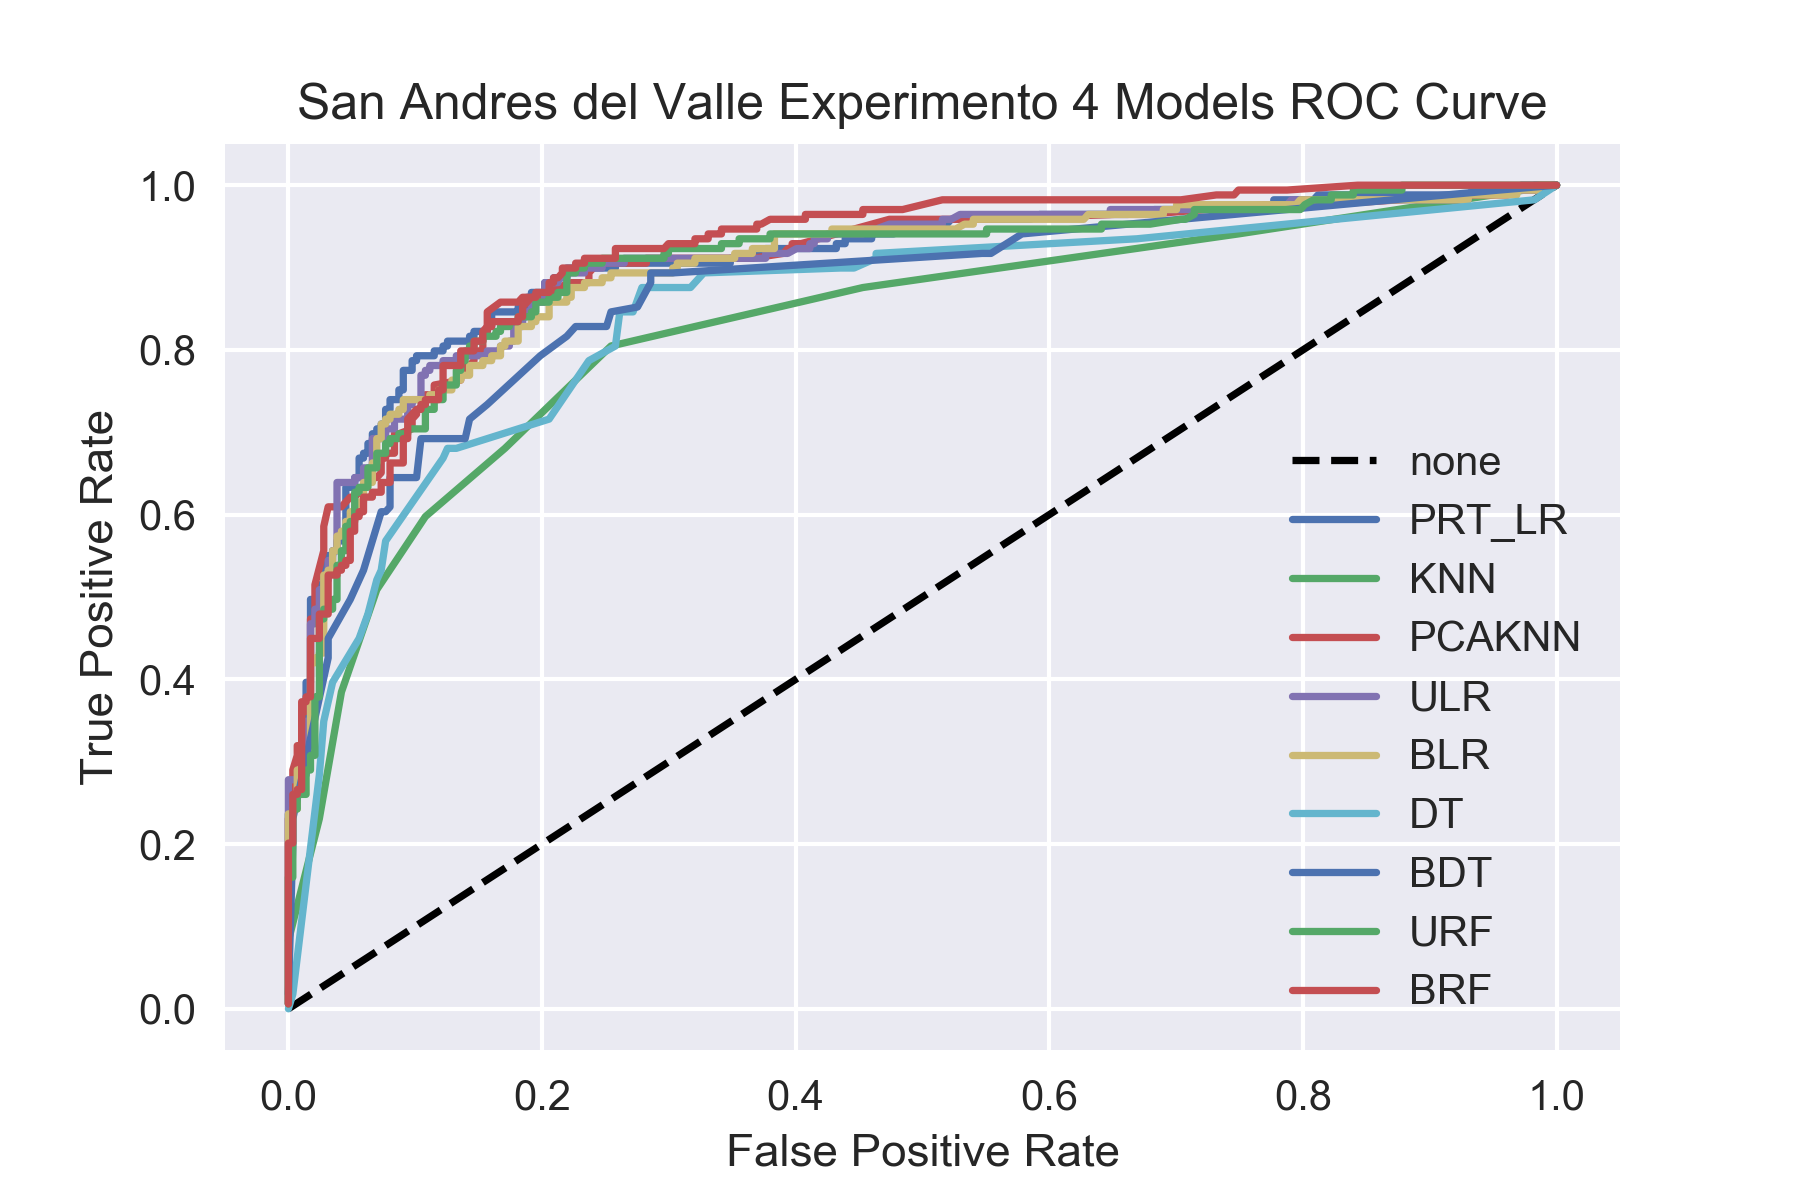 San Andres del Valle Experimento 4 Models ROC Curve
1.0
0.8
0.6
0.4
0.2
0.0
True Positive Rate
none
PRT_LR
KNN
PCAKNN
ULR
BLR
DT
BDT
URF
BRF
0.0 0.2 0.4 0.6 0.8 1.0
False Positive Rate